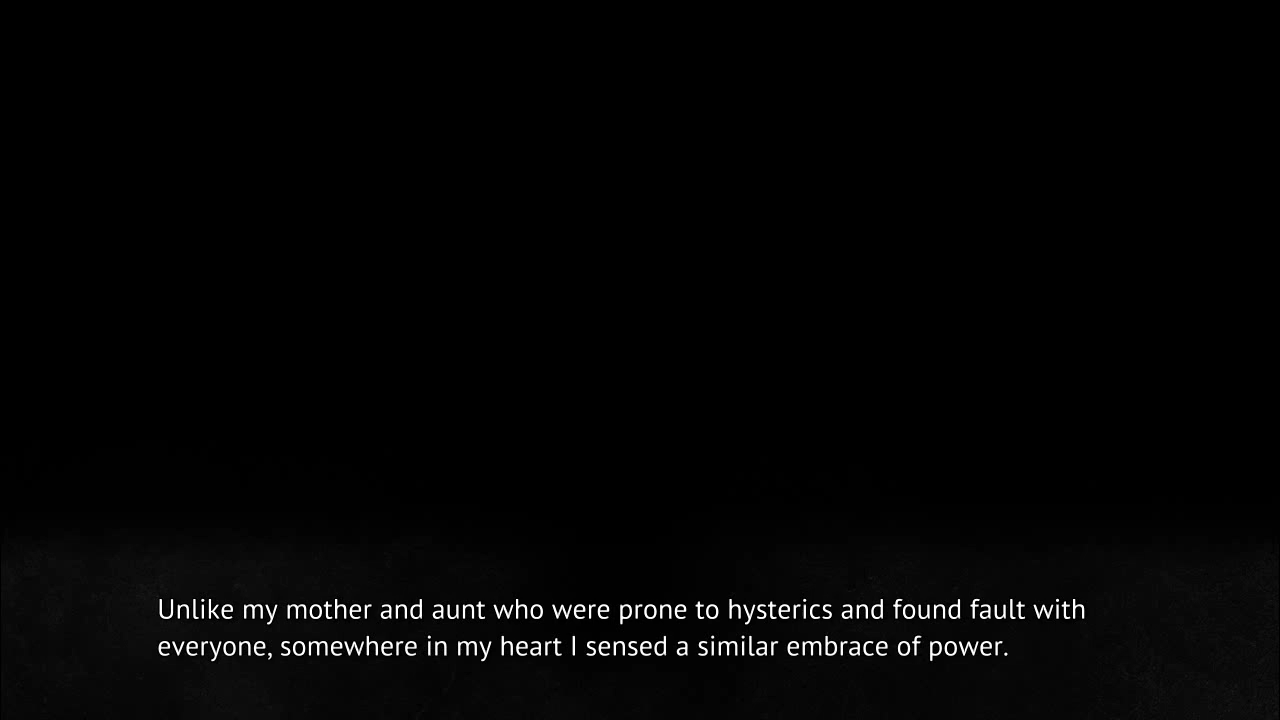 Unlike my mother and aunt who were prone to hysterics and found fault with
everyone, somewhere in my heart I sensed a similar embrace of power.